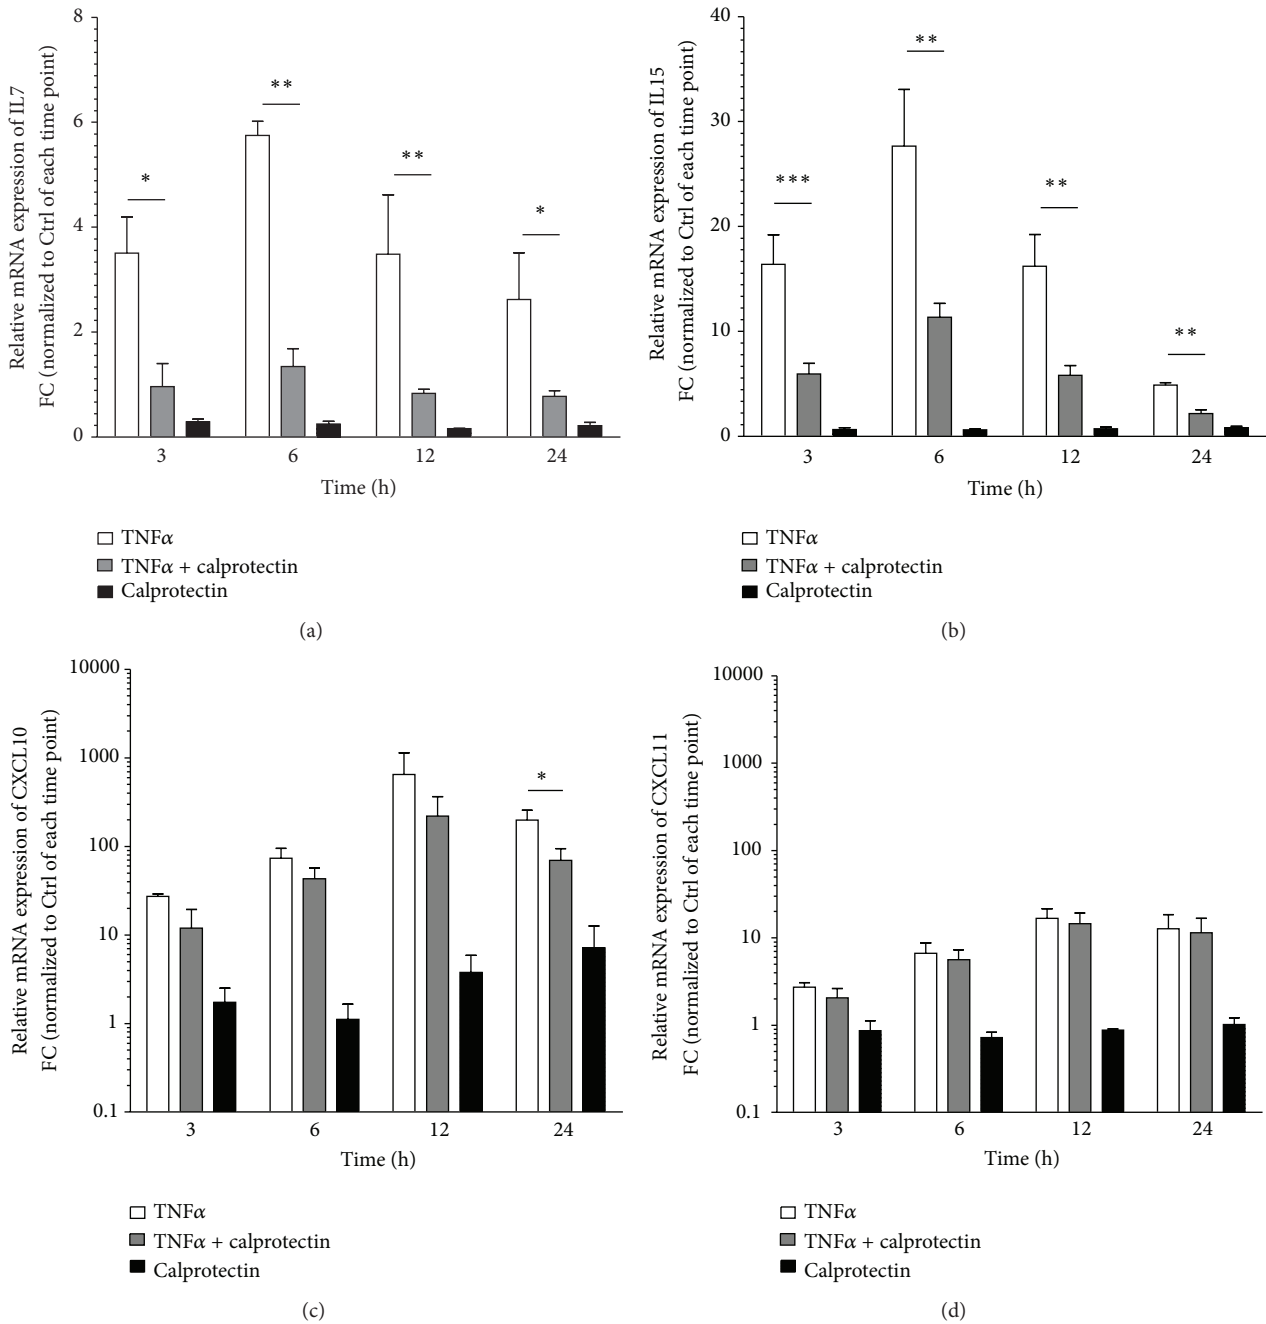 Relative mRNA expression of IL7
FC (normalized to Ctrl of each time point)
8
6
4
2
0
*
**
**
*
3 6 12 24
Time (h)
TNFα
TNFα + calprotectin
Calprotectin
(a)
Relative mRNA expression of IL15
FC (normalized to Ctrl of each time point)
40
30
20
10
0
***
**
**
**
3 6 12 24
Time (h)
TNFα
TNFα + calprotectin
Calprotectin
(b)
Relative mRNA expression of CXCL10
FC (normalized to Ctrl of each time point)
10000
1000
100
10
1
0.1
*
3 6 12 24
Time (h)
TNFα
TNFα + calprotectin
Calprotectin
(c)
Relative mRNA expression of CXCL11
FC (normalized to Ctrl of each time point)
10000
1000
100
10
1
0.1
3 6 12 24
Time (h)
TNFα
TNFα + calprotectin
Calprotectin
(d)